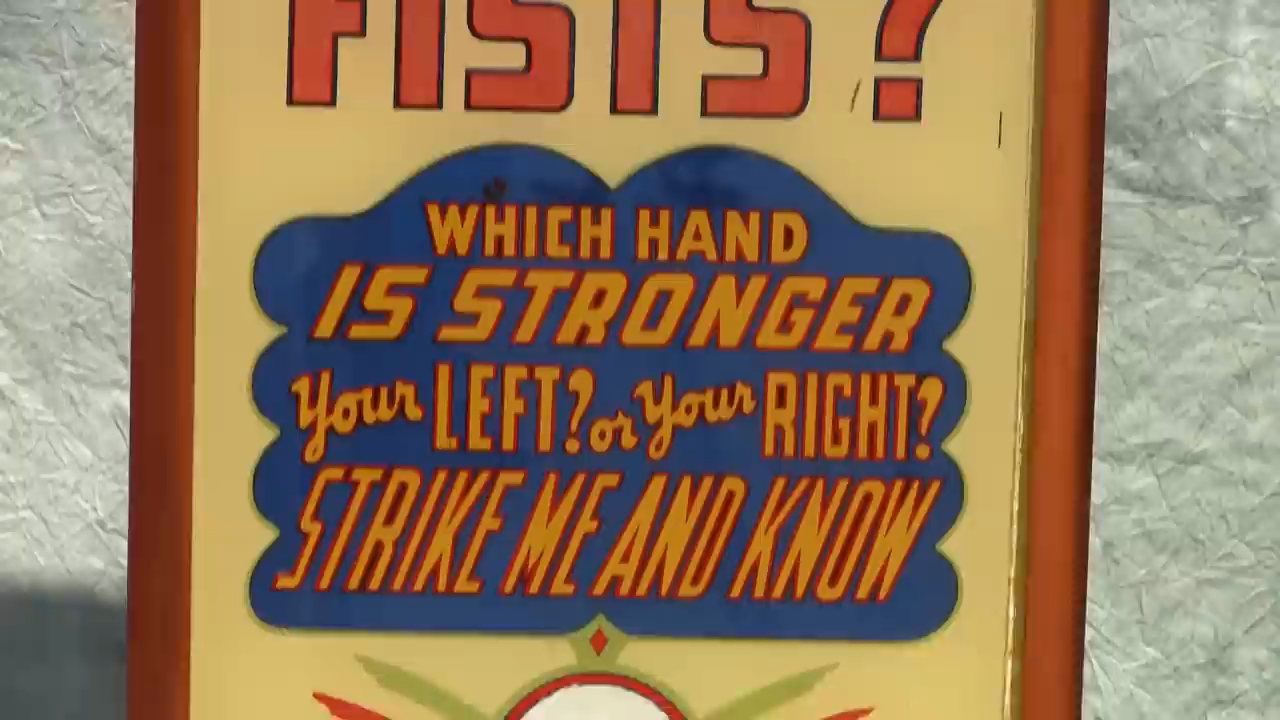 FISTS?
WHICH HAND
IS STRONGER
Your LEFT? or Your RIGHT?
STRIKE ME AND KNOW